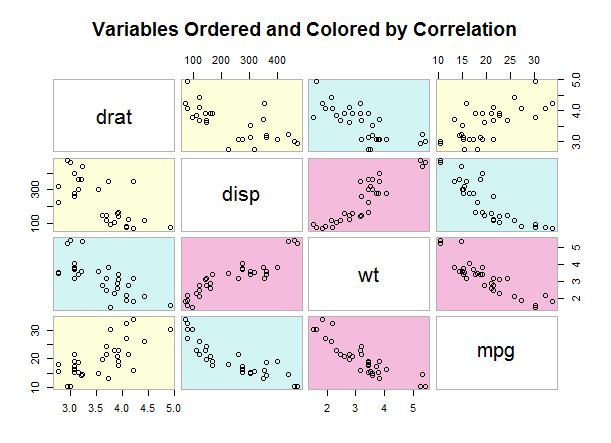 Variables Ordered and Colored by Correlation
100 300 400
10 15 20 25 30
drat
3.0 4.0 5.0
100 300
disp
wt
2 3 4 5
10 20 30
mpg
3.0 3.5 4.0 4.5 5.0
2 3 4 5